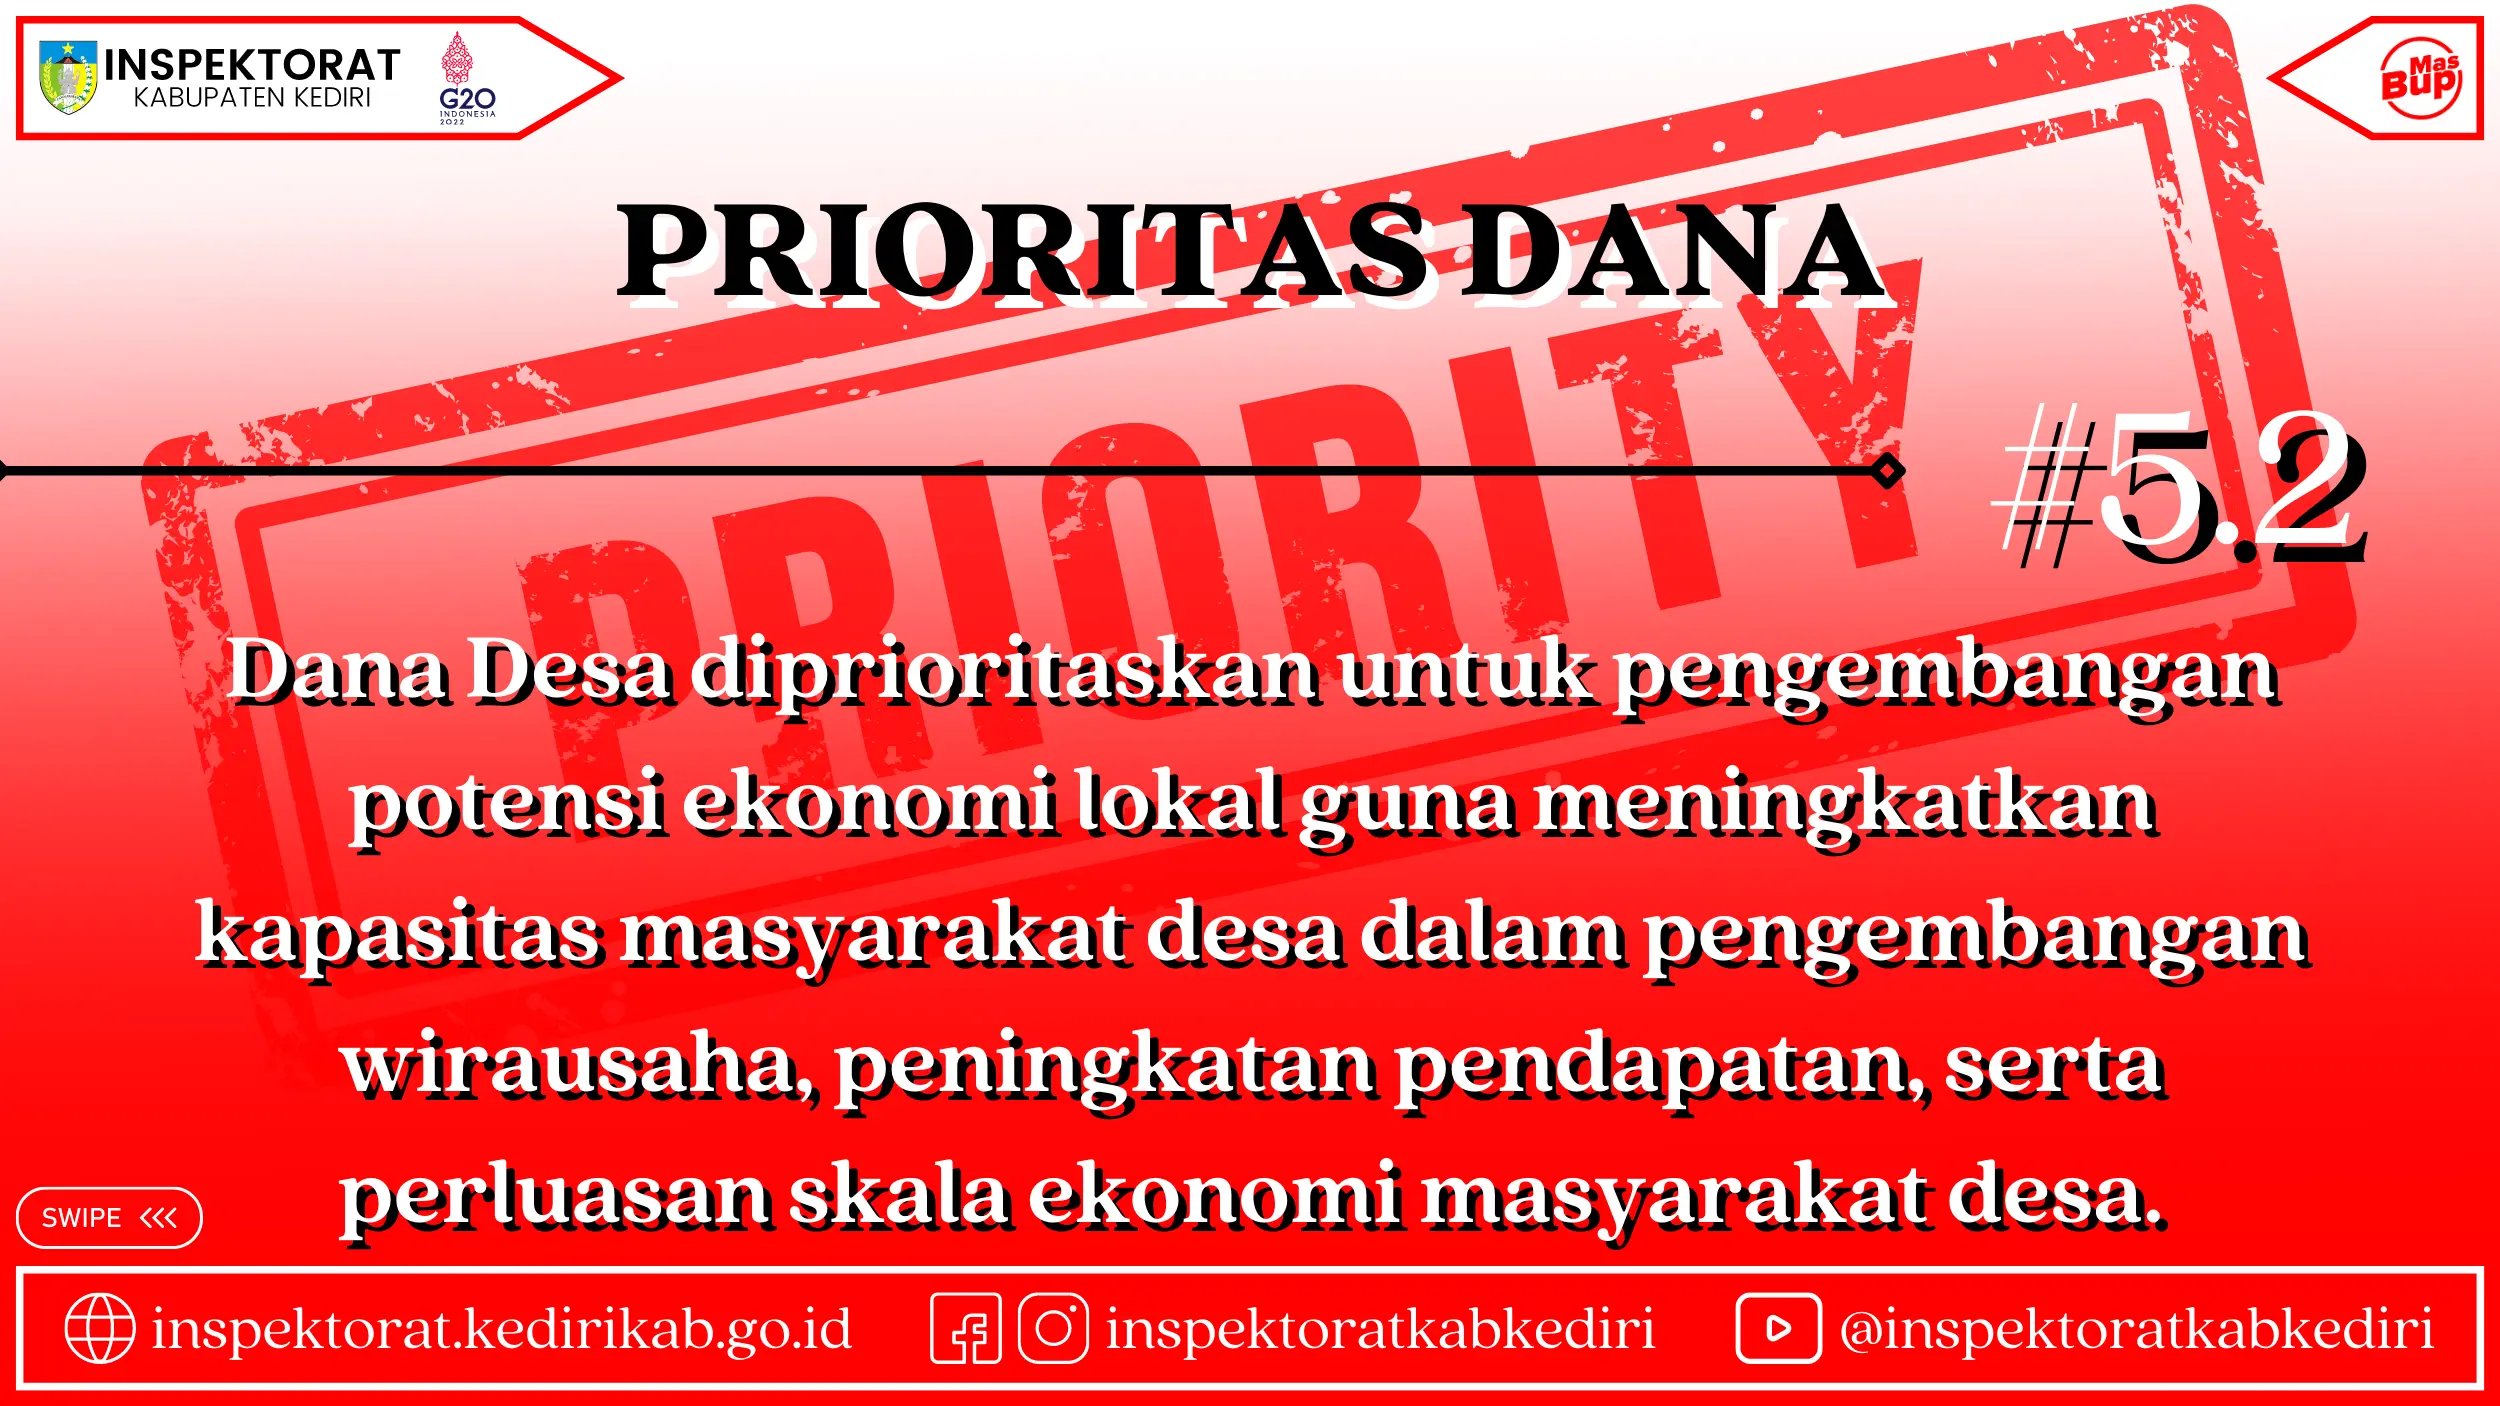 INSPEKTORAT
KABUPATEN KEDIRI
G20
INDONESIA
2022
Mas
Bup
PRIORITAS DANA
PRIORITY
#5.2
Dana Desa diprioritaskan untuk pengembangan
potensi ekonomi lokal guna meningkatkan
kapasitas masyarakat desa dalam pengembangan
wirausaha, peningkatan pendapatan, serta
perluasan skala ekonomi masyarakat desa.
SWIPE
inspektorat.kedirikab.go.id
inspektoratkabkediri
@inspektoratkabkediri